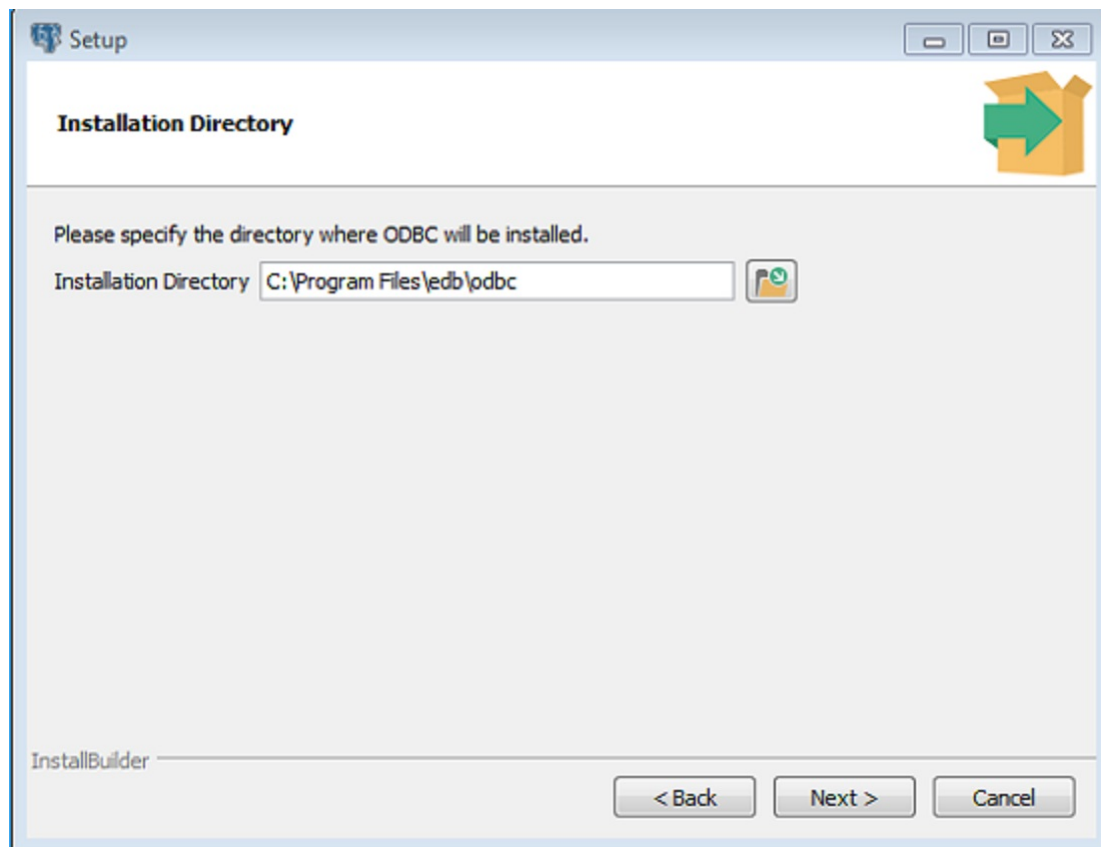 Setup
Installation Directory
Please specify the directory where ODBC will be installed.
Installation Directory C:\Program Files\edb\odbc
InstallBuilder
< Back Next > Cancel